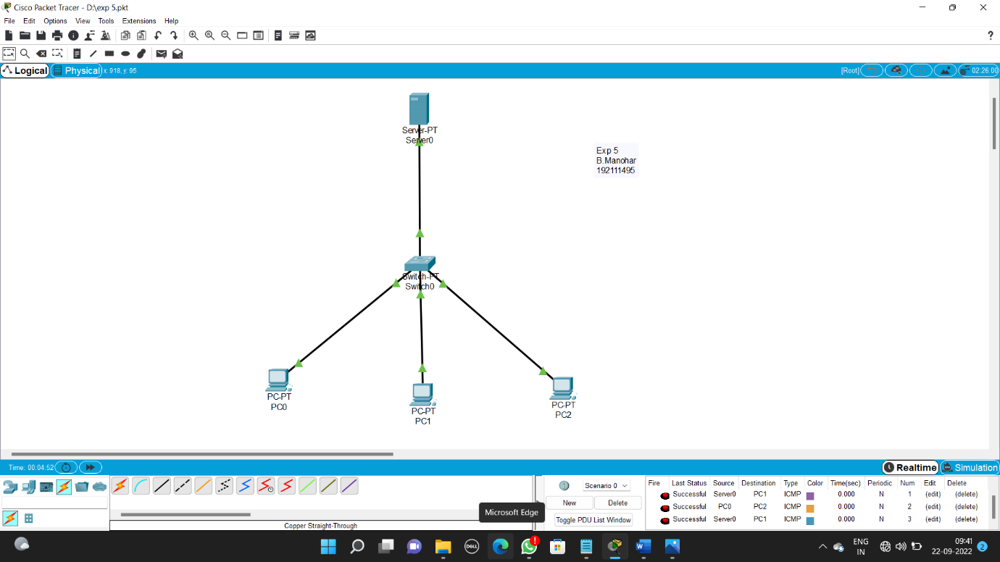 Cisco Packet Tracer - D:\exp 5.pkt
File Edit Options View Tools Extensions Help
?
Logical Physical x: 918, y: 95 [Root] 02:26:00
Server-PT
Server0
Exp 5
B.Manohar
192111495
Switch-PT
Switch0
PC-PT
PC0
PC-PT
PC1
PC-PT
PC2
Time: 00:04:52 Realtime Simulation
Scenario 0
New Delete
Toggle PDU List Window
Fire Last Status Source Destination Type Color Time(sec) Periodic Num Edit Delete
Successful Server0 PC1 ICMP 0.000 N 1 (edit) (delete)
Successful PC0 PC2 ICMP 0.000 N 2 (edit) (delete)
Successful Server0 PC1 ICMP 0.000 N 3 (edit) (delete)
Microsoft Edge
Copper Straight-Through
DELL
W
ENG
IN
09:41
22-09-2022
2